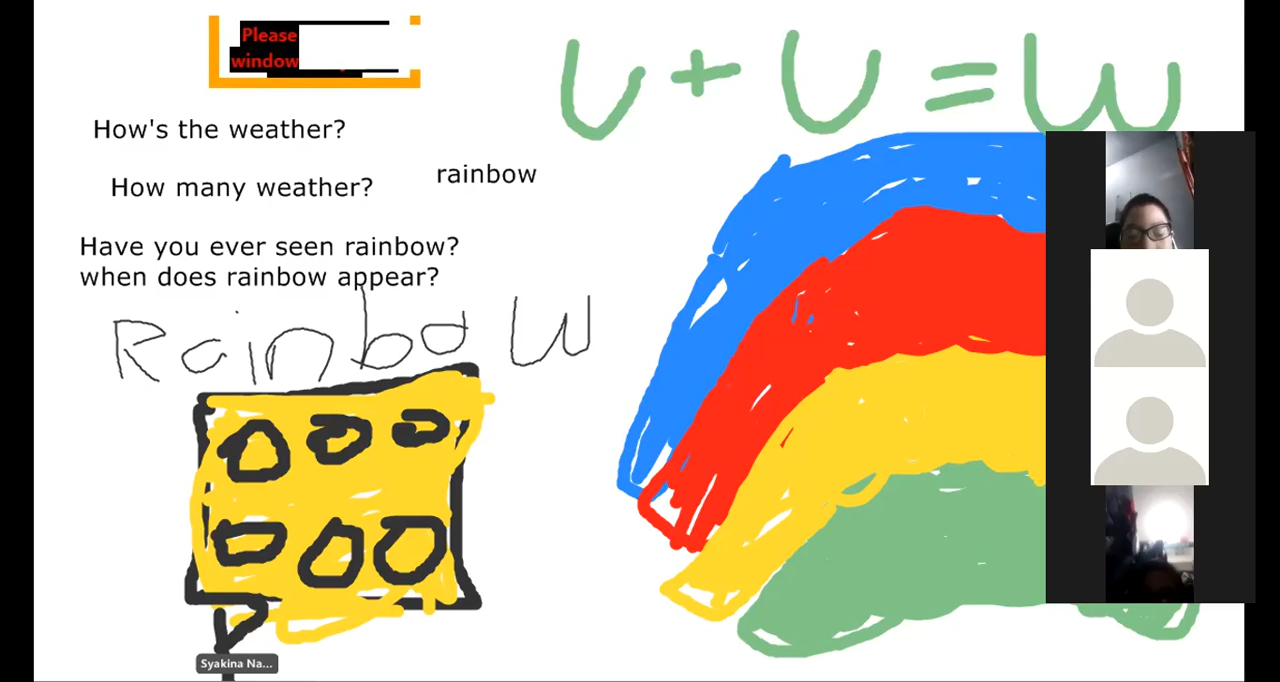 Please
window
U + U = W
How's the weather?
How many weather?
rainbow
Have you ever seen rainbow?
when does rainbow appear?
Rainbow
Syakina Na...